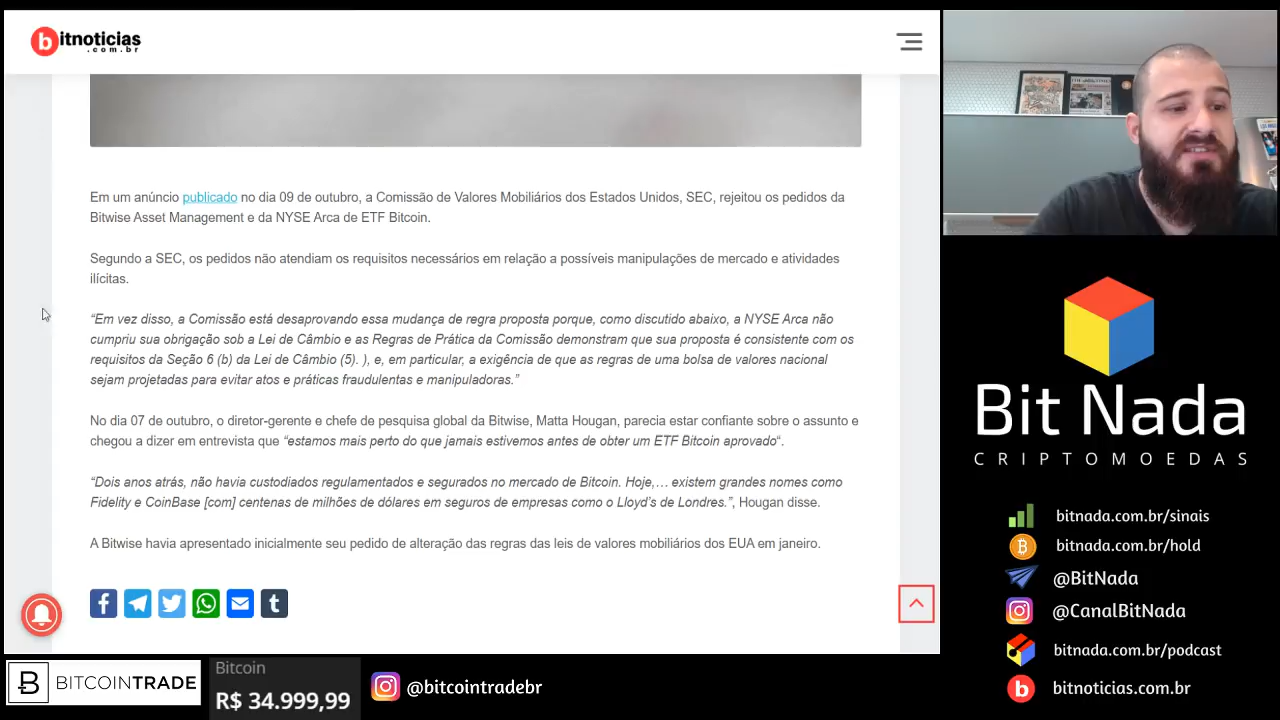 bitnoticias
.com.br
Em um anúncio publicado no dia 09 de outubro, a Comissão de Valores Mobiliários dos Estados Unidos, SEC, rejeitou os pedidos da
Bitwise Asset Management e da NYSE Arca de ETF Bitcoin.
Segundo a SEC, os pedidos não atendiam os requisitos necessários em relação a possíveis manipulações de mercado e atividades
ilícitas.
“Em vez disso, a Comissão está desaprovando essa mudança de regra proposta porque, como discutido abaixo, a NYSE Arca não
cumpriu sua obrigação sob a Lei de Câmbio e as Regras de Prática da Comissão demonstram que sua proposta é consistente com os
requisitos da Seção 6 (b) da Lei de Câmbio (5). ), e, em particular, a exigência de que as regras de uma bolsa de valores nacional
sejam projetadas para evitar atos e práticas fraudulentas e manipuladoras.”
No dia 07 de outubro, o diretor-gerente e chefe de pesquisa global da Bitwise, Matta Hougan, parecia estar confiante sobre o assunto e
chegou a dizer em entrevista que “estamos mais perto do que jamais estivemos antes de obter um ETF Bitcoin aprovado“.
“Dois anos atrás, não havia custodiados regulamentados e segurados no mercado de Bitcoin. Hoje,… existem grandes nomes como
Fidelity e CoinBase [com] centenas de milhões de dólares em seguros de empresas como o Lloyd’s de Londres.”, Hougan disse.
A Bitwise havia apresentado inicialmente seu pedido de alteração das regras das leis de valores mobiliários dos EUA em janeiro.
Bit Nada
CRIPTOMOEDAS
bitnada.com.br/sinais
bitnada.com.br/hold
@BitNada
@CanalBitNada
bitnada.com.br/podcast
bitnoticias.com.br
BITCOINTRADE
Bitcoin
R$ 34.999,99
@bitcointradebr